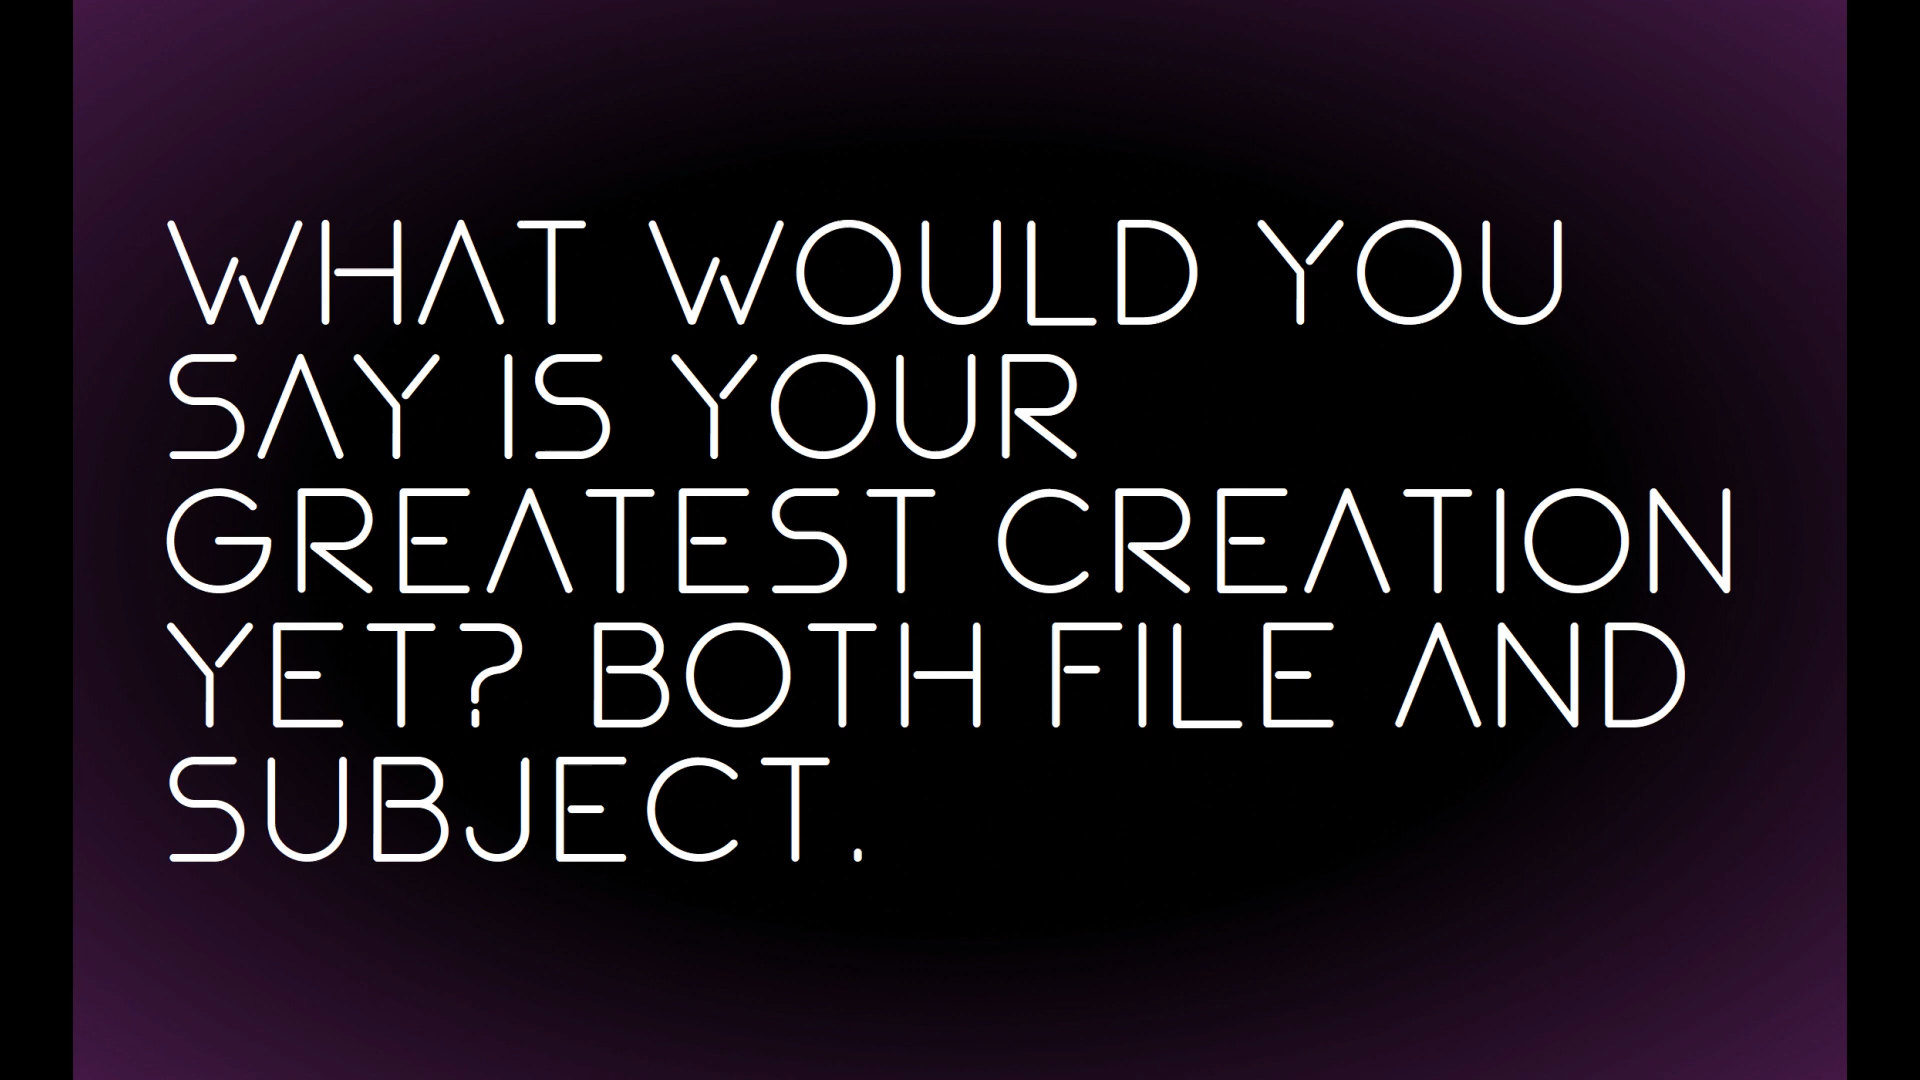 WHAT WOULD YOU
SAY IS YOUR
GREATEST CREATION
YET? BOTH FILE AND
SUBJECT.